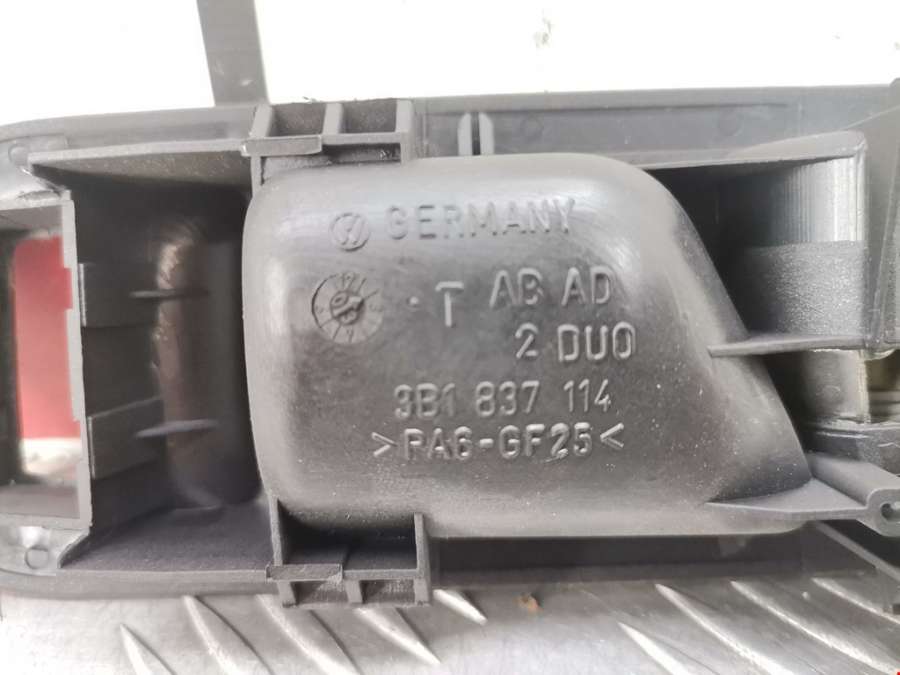 GERMANY
T AB AD
2 DUO
3B1 837 114
>PA6-GF25<